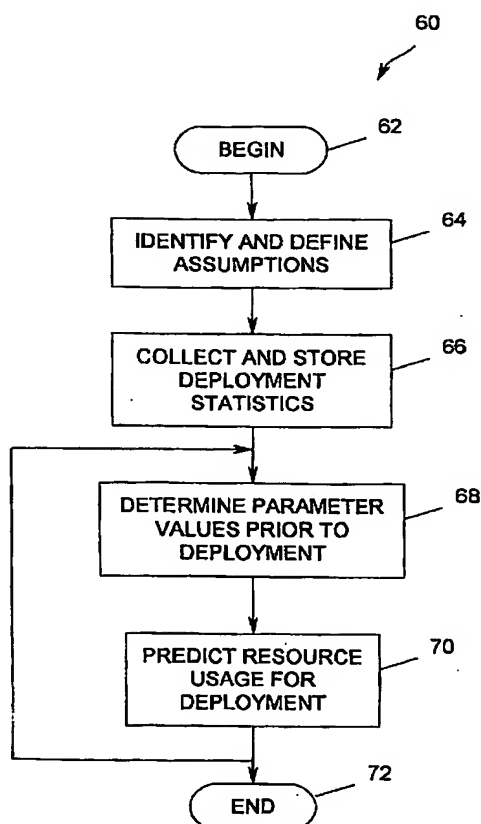 60
BEGIN
62
IDENTIFY AND DEFINE
ASSUMPTIONS
64
COLLECT AND STORE
DEPLOYMENT
STATISTICS
66
DETERMINE PARAMETER
VALUES PRIOR TO
DEPLOYMENT
68
PREDICT RESOURCE
USAGE FOR
DEPLOYMENT
70
END
72